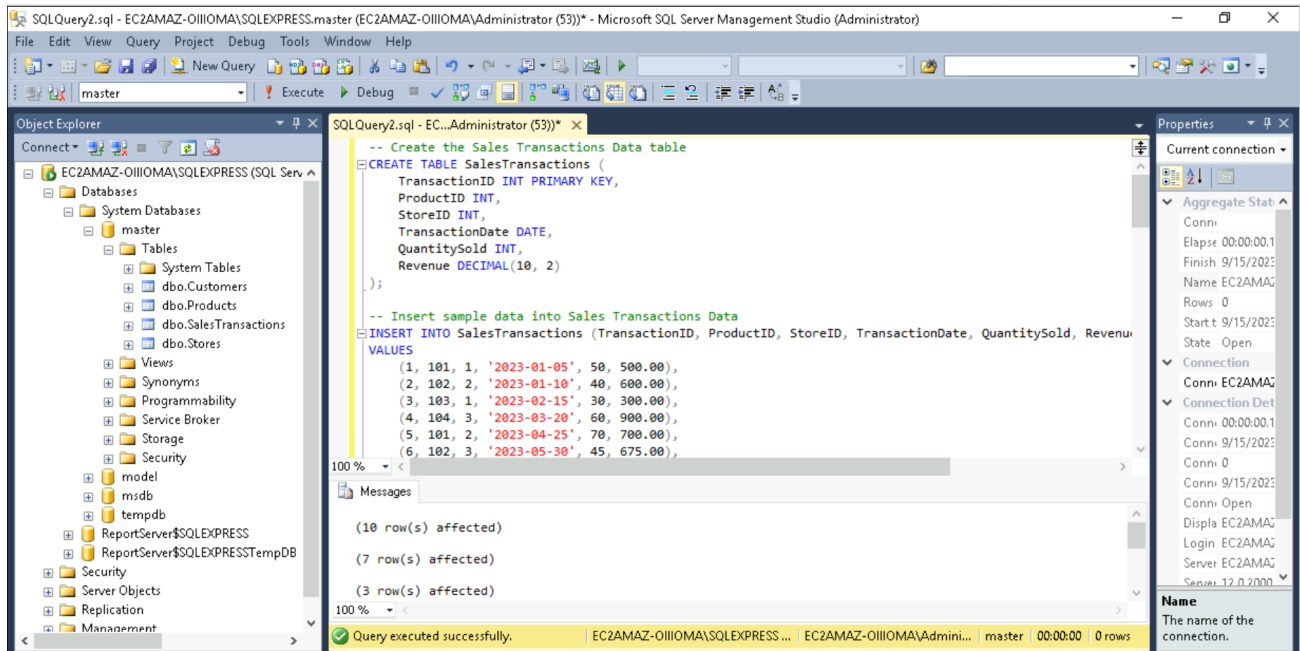 SQLQuery2.sql - EC2AMAZ-OIIIOMA\SQLEXPRESS.master (EC2AMAZ-OIIIOMA\Administrator (53))* - Microsoft SQL Server Management Studio (Administrator)
File Edit View Query Project Debug Tools Window Help
New Query
master
Execute
Debug
Object Explorer
Connect
EC2AMAZ-OIIIOMA\SQLEXPRESS (SQL Serv
Databases
System Databases
master
Tables
System Tables
dbo.Customers
dbo.Products
dbo.SalesTransactions
dbo.Stores
Views
Synonyms
Programmability
Service Broker
Storage
Security
model
msdb
tempdb
ReportServer$SQLEXPRESS
ReportServer$SQLEXPRESSTempDB
Security
Server Objects
Replication
Management
SQLQuery2.sql - EC...Administrator (53))*
-- Create the Sales Transactions Data table
CREATE TABLE SalesTransactions (
TransactionID INT PRIMARY KEY,
ProductID INT,
StoreID INT,
TransactionDate DATE,
QuantitySold INT,
Revenue DECIMAL(10, 2)
);
-- Insert sample data into Sales Transactions Data
INSERT INTO SalesTransactions (TransactionID, ProductID, StoreID, TransactionDate, QuantitySold, Revenu
VALUES
(1, 101, 1, '2023-01-05', 50, 500.00),
(2, 102, 2, '2023-01-10', 40, 600.00),
(3, 103, 1, '2023-02-15', 30, 300.00),
(4, 104, 3, '2023-03-20', 60, 900.00),
(5, 101, 2, '2023-04-25', 70, 700.00),
(6, 102, 3, '2023-05-30', 45, 675.00),
100 %
Messages
(10 row(s) affected)
(7 row(s) affected)
(3 row(s) affected)
100 %
Query executed successfully.
EC2AMAZ-OIIIOMA\SQLEXPRESS ...
EC2AMAZ-OIIIOMA\Admini...
master
00:00:00
0 rows
Properties
Current connection
Aggregate Stat
Conn
Elapse 00:00:00.1
Finish 9/15/2023
Name EC2AMAZ
Rows 0
Start t 9/15/2023
State Open
Connection
Conn EC2AMAZ
Connection Det
Conn 00:00:00.1
Conn 9/15/2023
Conn 0
Conn 9/15/2023
Conn Open
Displa EC2AMAZ
Login EC2AMAZ
Server EC2AMAZ
Server 12.0.2000
Name
The name of the
connection.